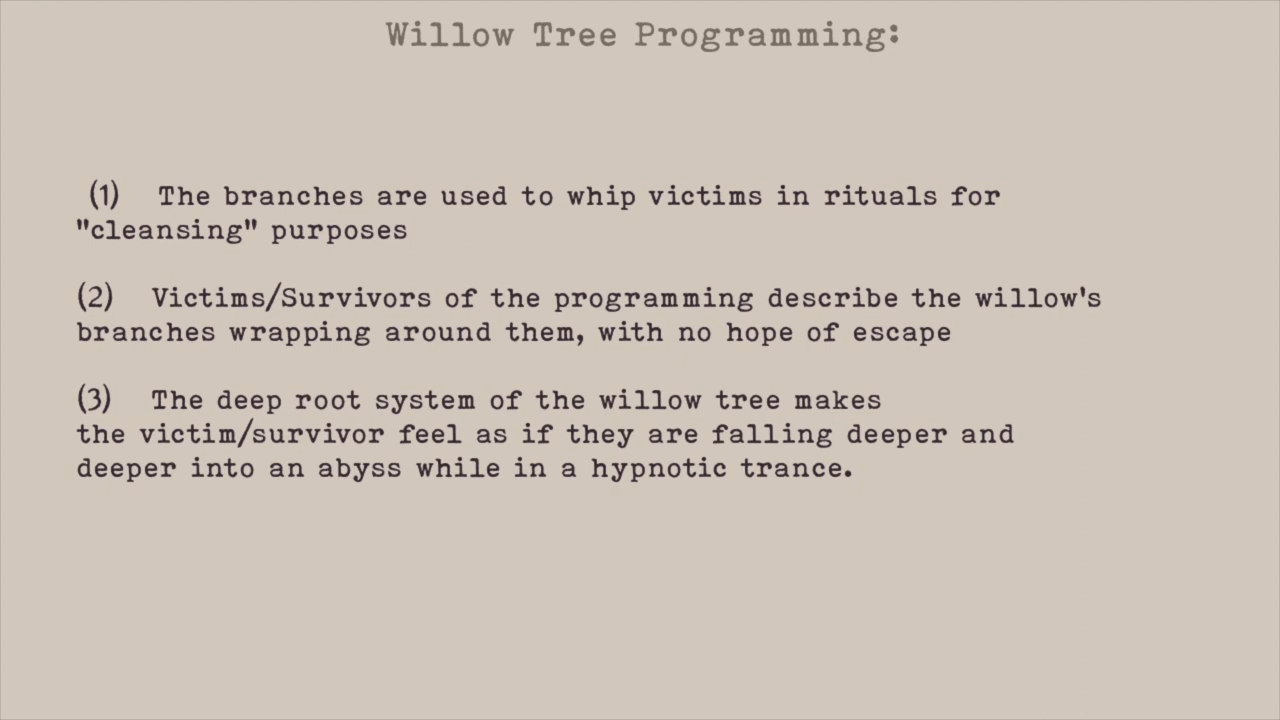 Willow Tree Programming:
(1) The branches are used to whip victims in rituals for
"cleansing" purposes
(2) Victims/Survivors of the programming describe the willow's
branches wrapping around them, with no hope of escape
(3) The deep root system of the willow tree makes
the victim/survivor feel as if they are falling deeper and
deeper into an abyss while in a hypnotic trance.